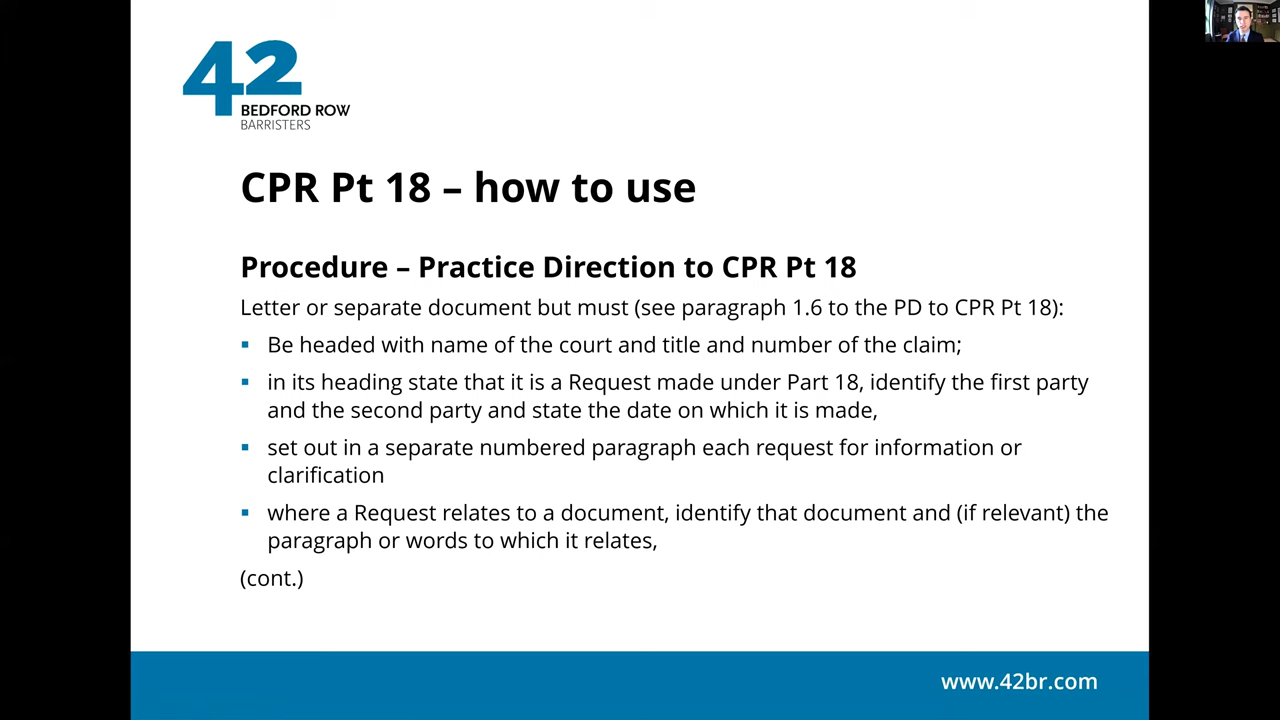 42
BEDFORD ROW
BARRISTERS
CPR Pt 18 – how to use
Procedure – Practice Direction to CPR Pt 18
Letter or separate document but must (see paragraph 1.6 to the PD to CPR Pt 18):
▪ Be headed with name of the court and title and number of the claim;
▪ in its heading state that it is a Request made under Part 18, identify the first party
and the second party and state the date on which it is made,
▪ set out in a separate numbered paragraph each request for information or
clarification
▪ where a Request relates to a document, identify that document and (if relevant) the
paragraph or words to which it relates,
(cont.)
www.42br.com